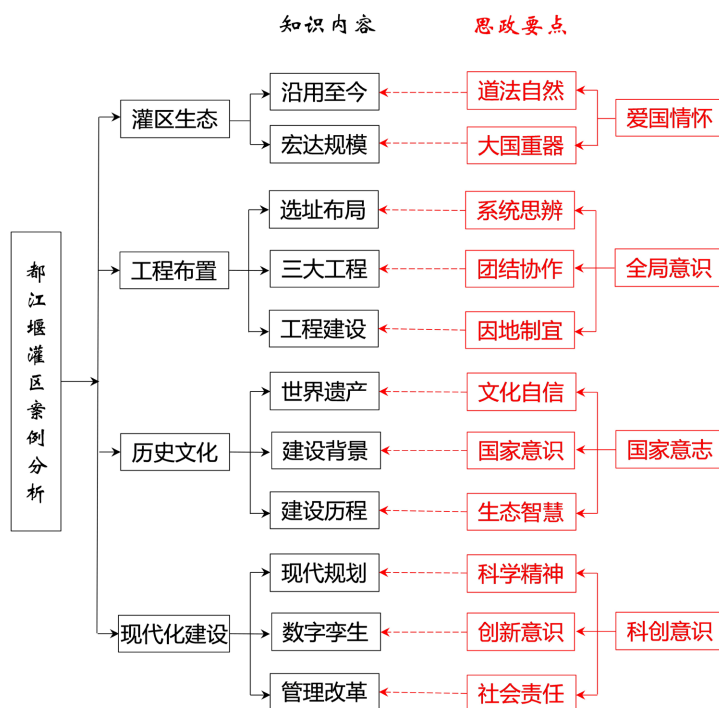 知识内容
思政要点
都江堰灌区案例分析
灌区生态
沿用至今
道法自然
爱国情怀
宏达规模
大国重器
工程布置
选址布局
系统思辨
全局意识
三大工程
团结协作
工程建设
因地制宜
历史文化
世界遗产
文化自信
国家意志
建设背景
国家意识
建设历程
生态智慧
现代化建设
现代规划
科学精神
科创意识
数字孪生
创新意识
管理改革
社会责任